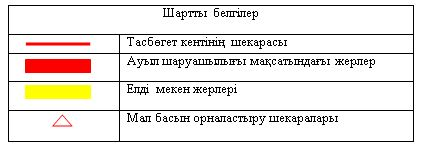 Шартты белгілер
Тасбөгет кентінің шекарасы
Ауыл шаруашылығы мақсатындағы жерлер
Елді мекен жерлері
Мал басын орналастыру шекаралары